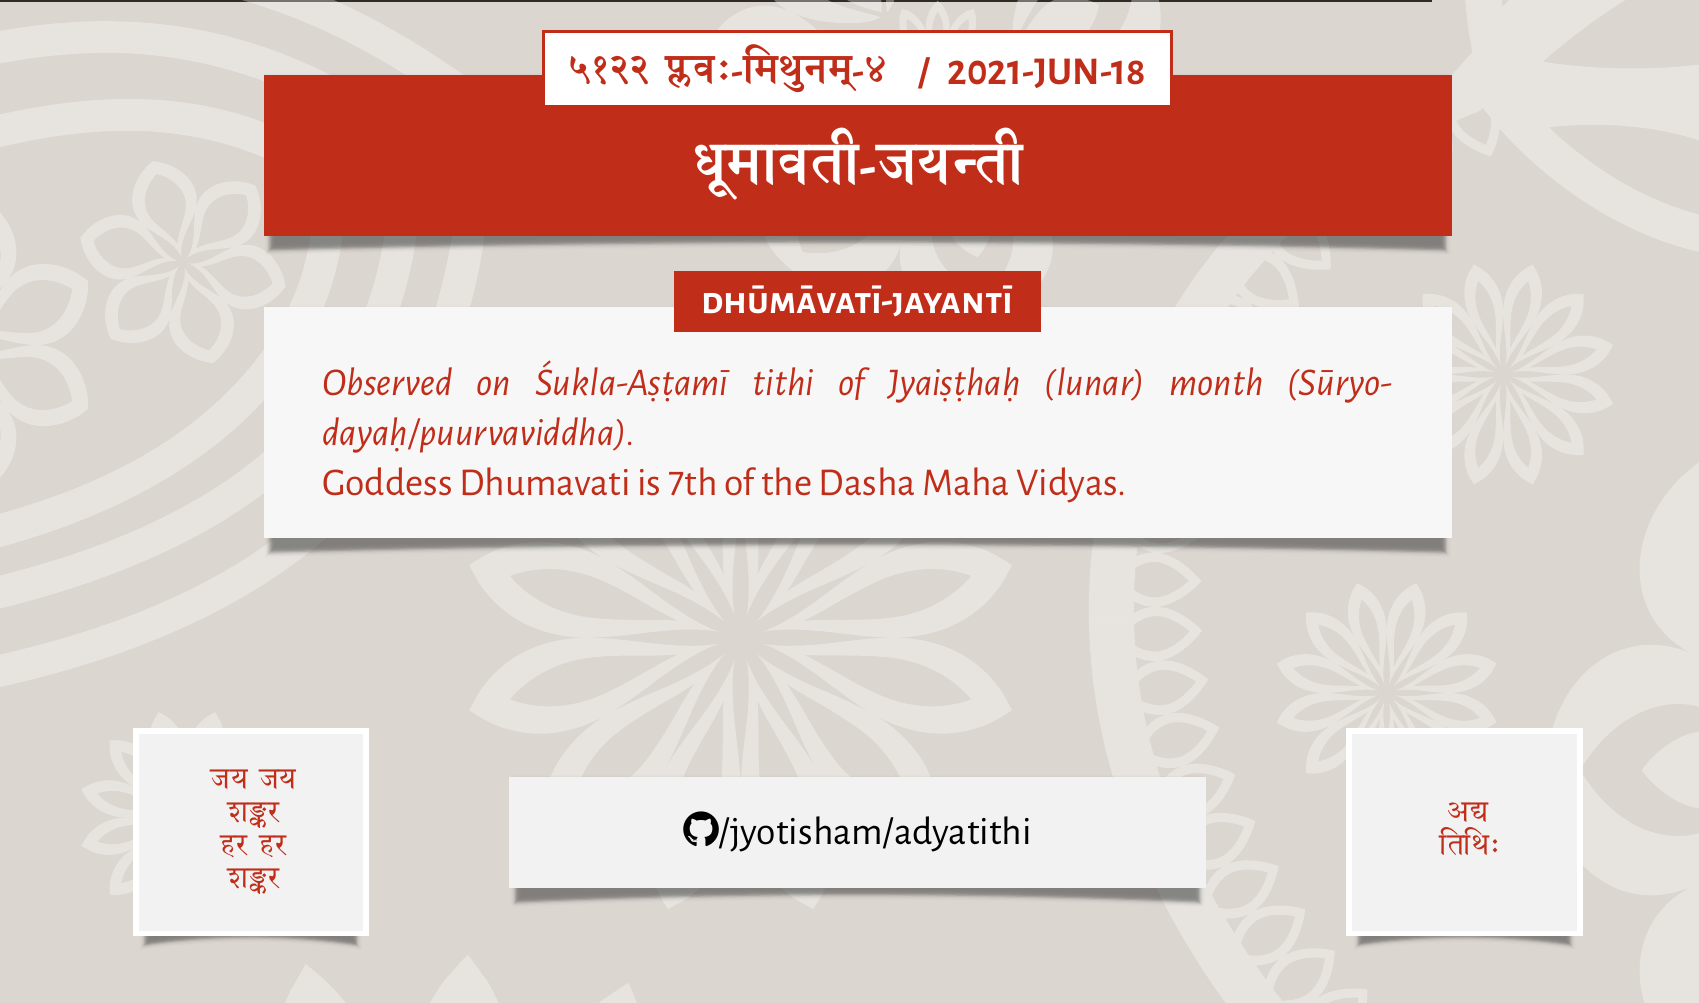 ५१२२ प्लवः-मिथुनम्-४ / 2021-JUN-18
धूमावती-जयन्ती
DHŪMĀVATĪ-JAYANTĪ
Observed on Śukla-Aṣṭamī tithi of Jyaiṣṭhaḥ (lunar) month (Sūryo-
dayaḥ/puurvaviddha).
Goddess Dhumavati is 7th of the Dasha Maha Vidyas.
जय जय
शङ्कर
हर हर
शङ्कर
/jyotisham/adyatithi
अद्य
तिथिः